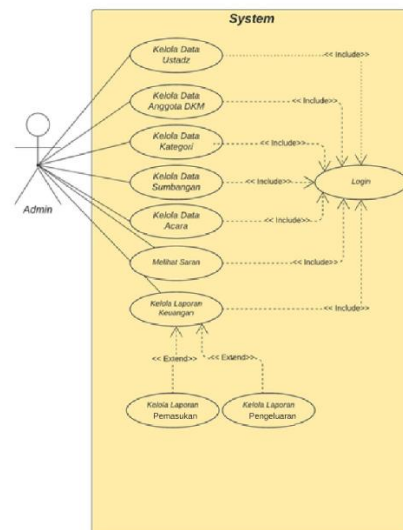 System
Kelola Data
Ustadz
<< Include>>
Kelola Data
Anggota DKM
<< Include>>
Kelola Data
Kategori
<< Include>>
Kelola Data
Sumbangan
<< Include>>
Login
Admin
Kelola Data
Acara
<< Include>>
Melihat Saran
<< Include>>
Kelola Laporan
Keuangan
<< Include>>
<< Extend>>
<< Extend>>
Kelola Laporan
Pemasukan
Kelola Laporan
Pengeluaran